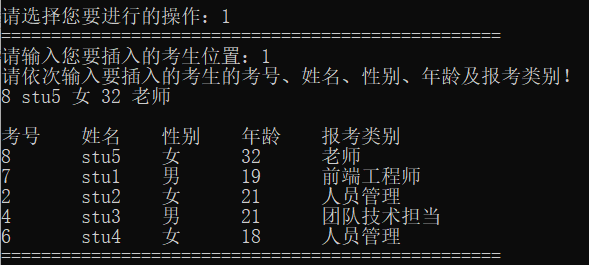 请选择您要进行的操作：1
==================================================
请输入您要插入的考生位置：1
请依次输入要插入的考生的考号、姓名、性别、年龄及报考类别！
8 stu5 女 32 老师
考号 姓名 性别 年龄 报考类别
8 stu5 女 32 老师
7 stu1 男 19 前端工程师
2 stu2 女 21 人员管理
4 stu3 男 21 团队技术担当
6 stu4 女 18 人员管理
==================================================